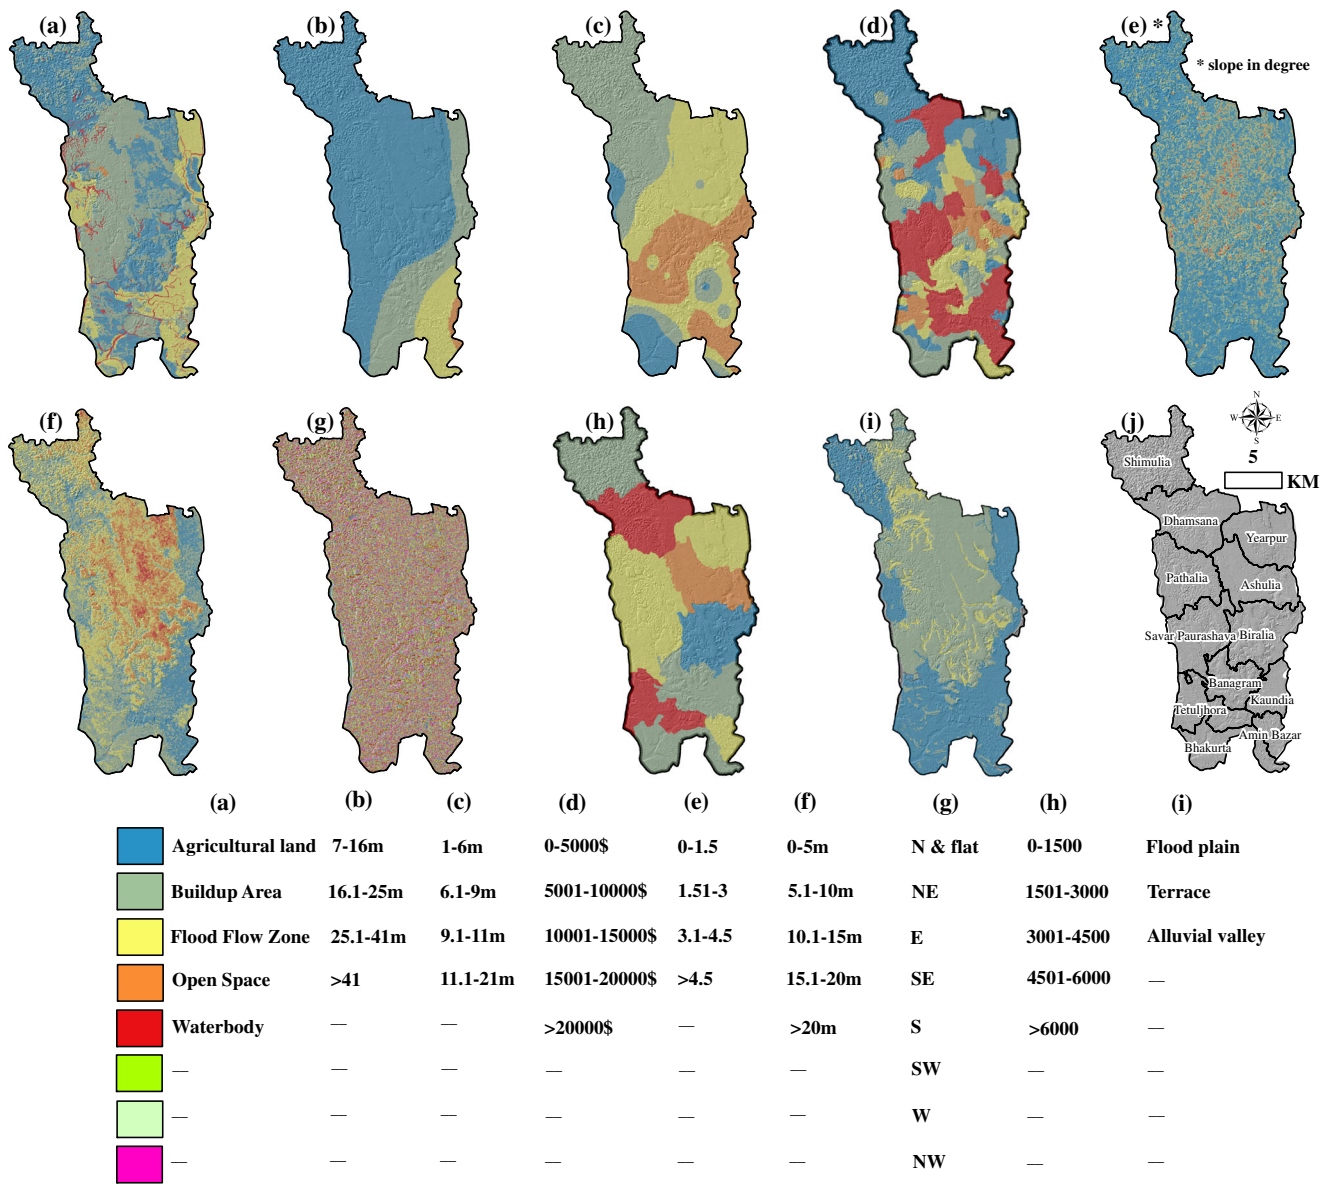 (a) (b) (c) (d) (e) *
* slope in degree
(f) (g) (h) (i) (j)
N
W E
S
5
KM
Shimulia
Dhamsana
Yearpur
Pathalia
Ashulia
Savar Paurashava Biralia
Banagram
Kaundia
Tetuljhora
Amin Bazar
Bhakurta
(a) (b) (c) (d) (e) (f) (g) (h) (i)
Agricultural land 7-16m 1-6m 0-5000$ 0-1.5 0-5m N & flat 0-1500 Flood plain
Buildup Area 16.1-25m 6.1-9m 5001-10000$ 1.51-3 5.1-10m NE 1501-3000 Terrace
Flood Flow Zone 25.1-41m 9.1-11m 10001-15000$ 3.1-4.5 10.1-15m E 3001-4500 Alluvial valley
Open Space >41 11.1-21m 15001-20000$ >4.5 15.1-20m SE 4501-6000 —
Waterbody — — >20000$ — >20m S >6000 —
— — — — — — SW — —
— — — — — — W — —
— — — — — — NW — —